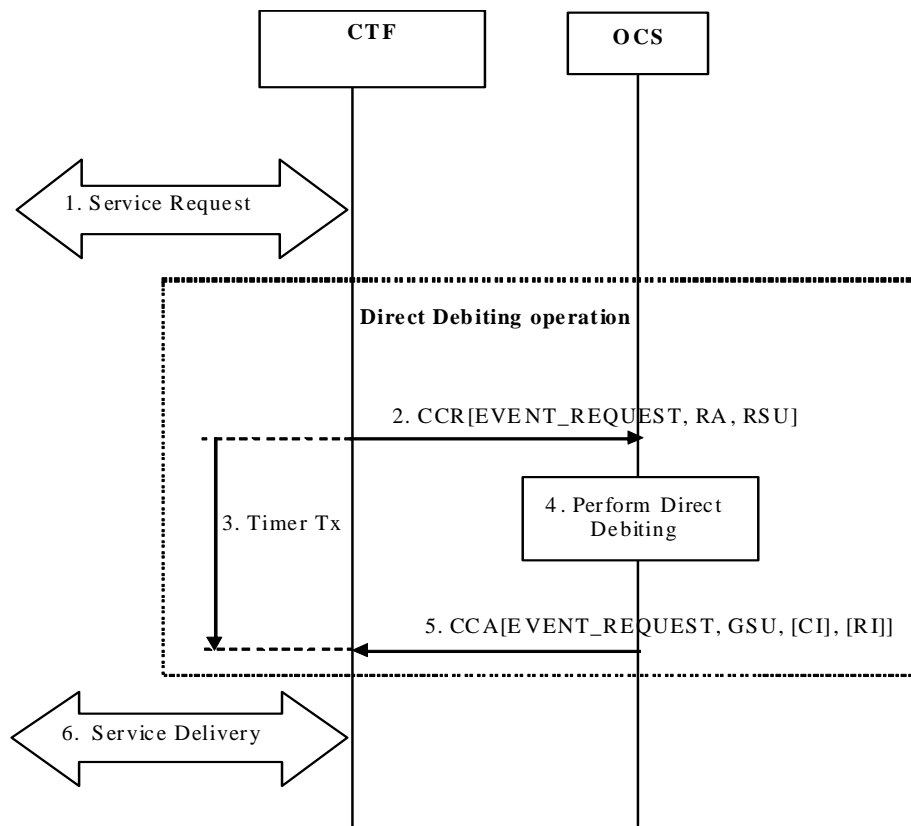 CTF
OCS
1. Service Request
Direct Debiting operation
2. CCR[EVENT_REQUEST, RA, RSU]
3. Timer Tx
4. Perform Direct
Debiting
5. CCA[EVENT_REQUEST, GSU, [CI], [RI]]
6. Service Delivery